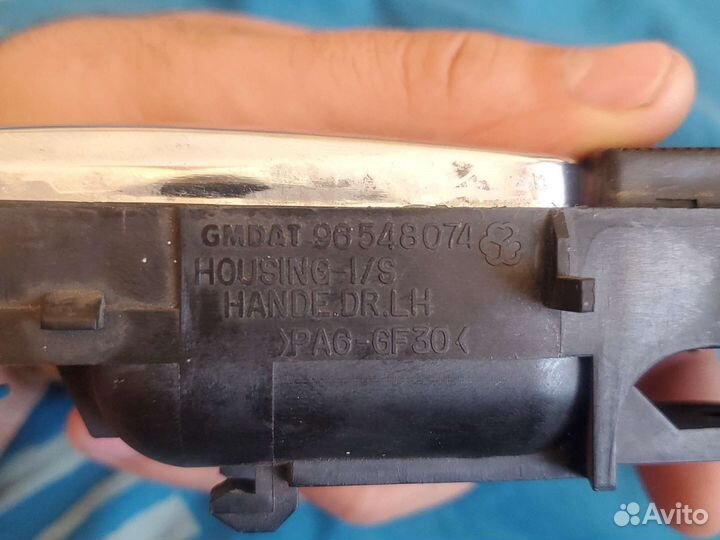 GMDAT 96548074
HOUSING-I/S
HANDE.DR.LH
>PA6-GF30<
Avito